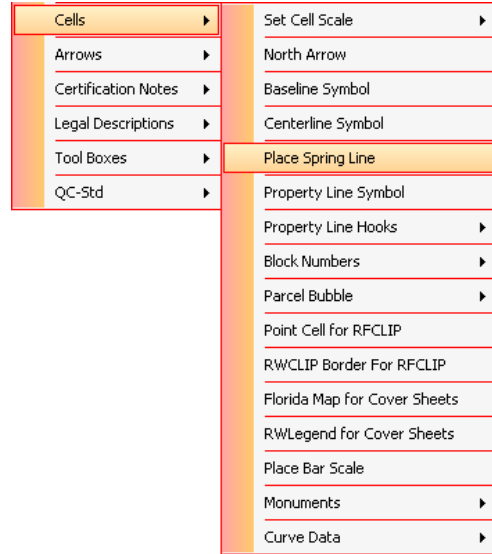 Cells
Arrows
Certification Notes
Legal Descriptions
Tool Boxes
QC-Std
Set Cell Scale
North Arrow
Baseline Symbol
Centerline Symbol
Place Spring Line
Property Line Symbol
Property Line Hooks
Block Numbers
Parcel Bubble
Point Cell for RFCLIP
RWCLIP Border For RFCLIP
Florida Map for Cover Sheets
RWLegend for Cover Sheets
Place Bar Scale
Monuments
Curve Data